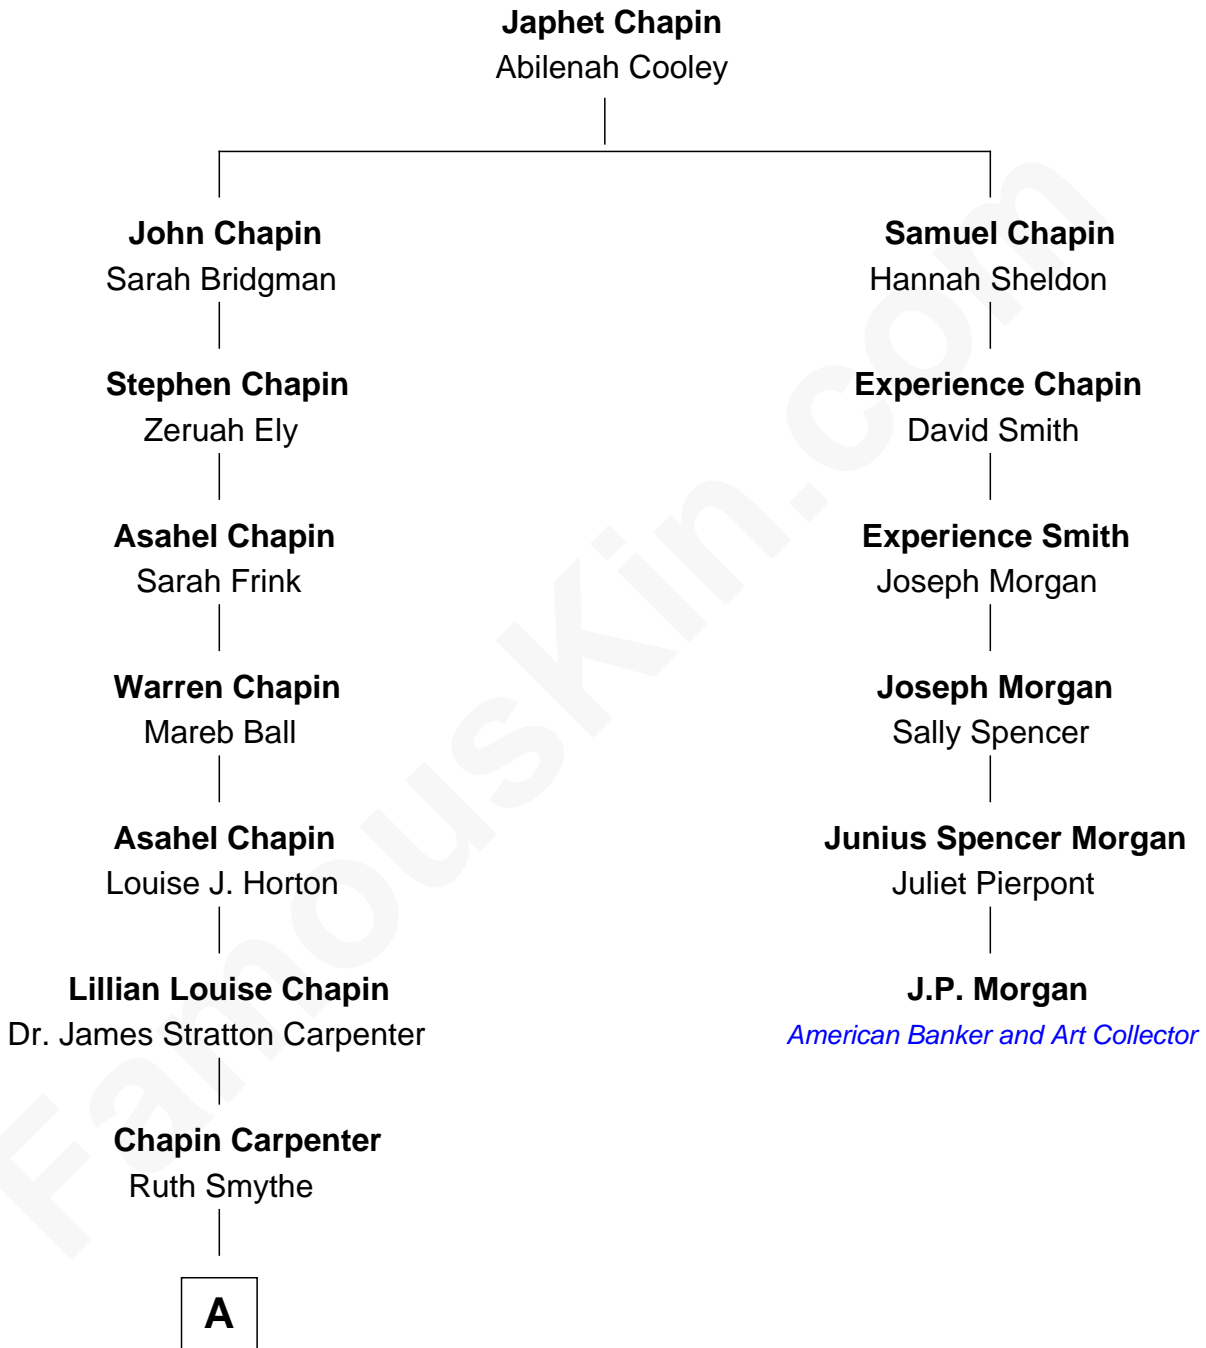 Japhet Chapin
Abilenah Cooley
John Chapin
Sarah Bridgman
Stephen Chapin
Zeruah Ely
Asahel Chapin
Sarah Frink
Warren Chapin
Mareb Ball
Asahel Chapin
Louise J. Horton
Lillian Louise Chapin
Dr. James Stratton Carpenter
Chapin Carpenter
Ruth Smythe
A
Samuel Chapin
Hannah Sheldon
Experience Chapin
David Smith
Experience Smith
Joseph Morgan
Joseph Morgan
Sally Spencer
Junius Spencer Morgan
Juliet Pierpont
J.P. Morgan
American Banker and Art Collector
FamousKin.com